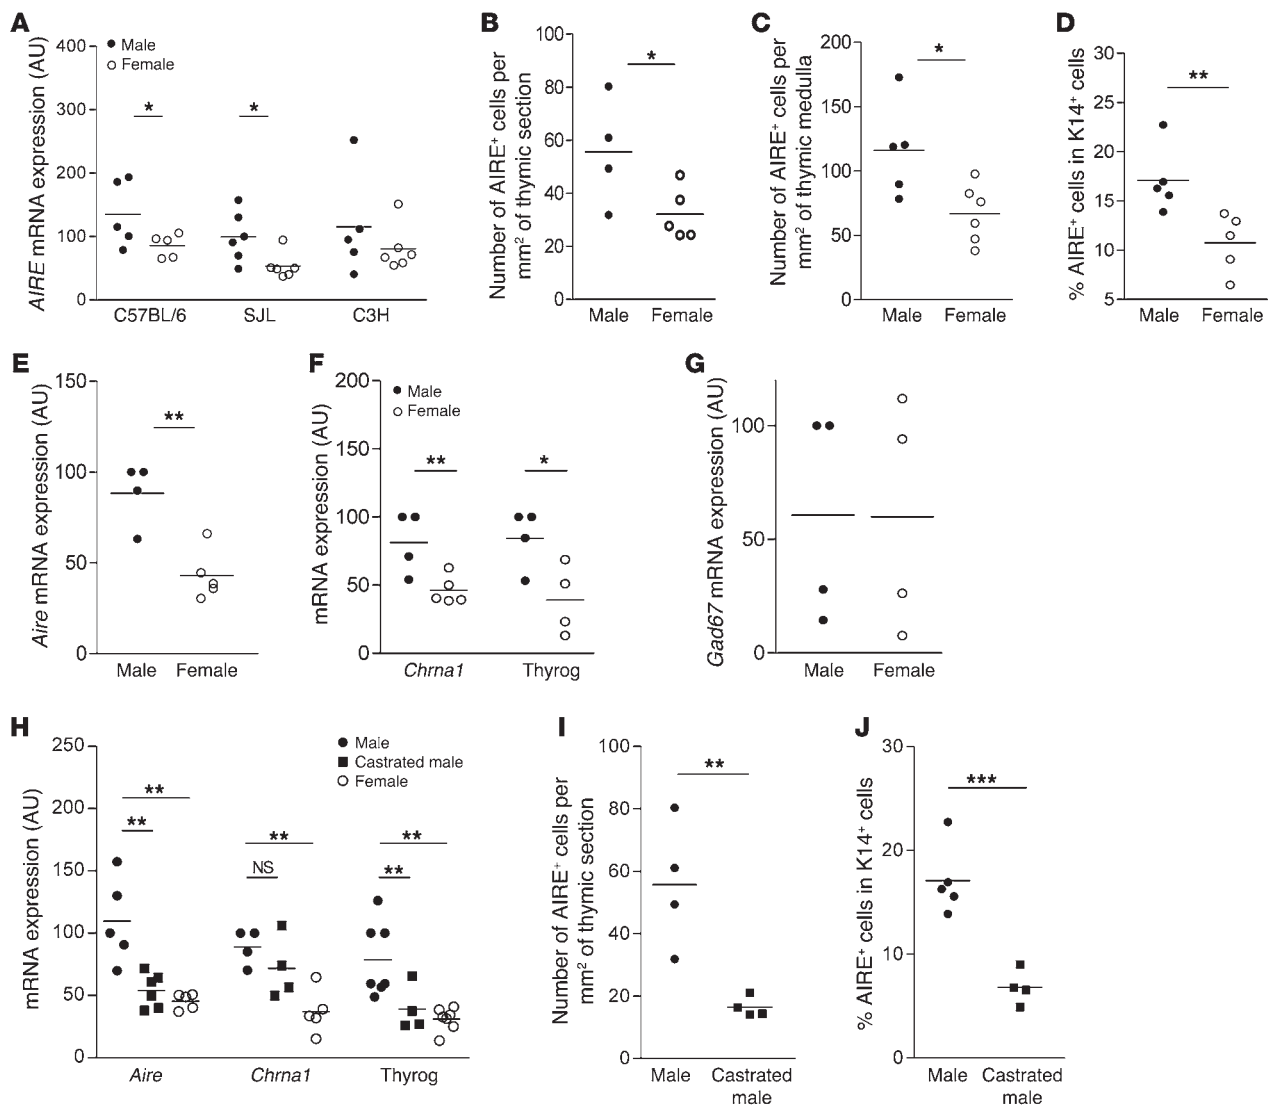 A
AIRE mRNA expression (AU)
400
300
200
100
0
Male
Female
*
*
C57BL/6 SJL C3H
B
Number of AIRE+ cells per
mm2 of thymic section
100
80
60
40
20
0
*
Male Female
C
Number of AIRE+ cells per
mm2 of thymic medulla
200
150
100
50
0
*
Male Female
D
% AIRE+ cells in K14+ cells
30
25
20
15
10
5
**
Male Female
E
Aire mRNA expression (AU)
150
100
50
0
**
Male Female
F
mRNA expression (AU)
200
150
100
50
0
Male
Female
**
*
Chrna1 Thyrog
G
Gad67 mRNA expression (AU)
100
50
0
Male Female
H
mRNA expression (AU)
250
200
150
100
50
0
Male
Castrated male
Female
**
**
**
NS
**
**
Aire Chrna1 Thyrog
I
Number of AIRE+ cells per
mm2 of thymic section
100
80
60
40
20
0
**
Male Castrated
male
J
% AIRE+ cells in K14+ cells
30
20
10
0
***
Male Castrated
male